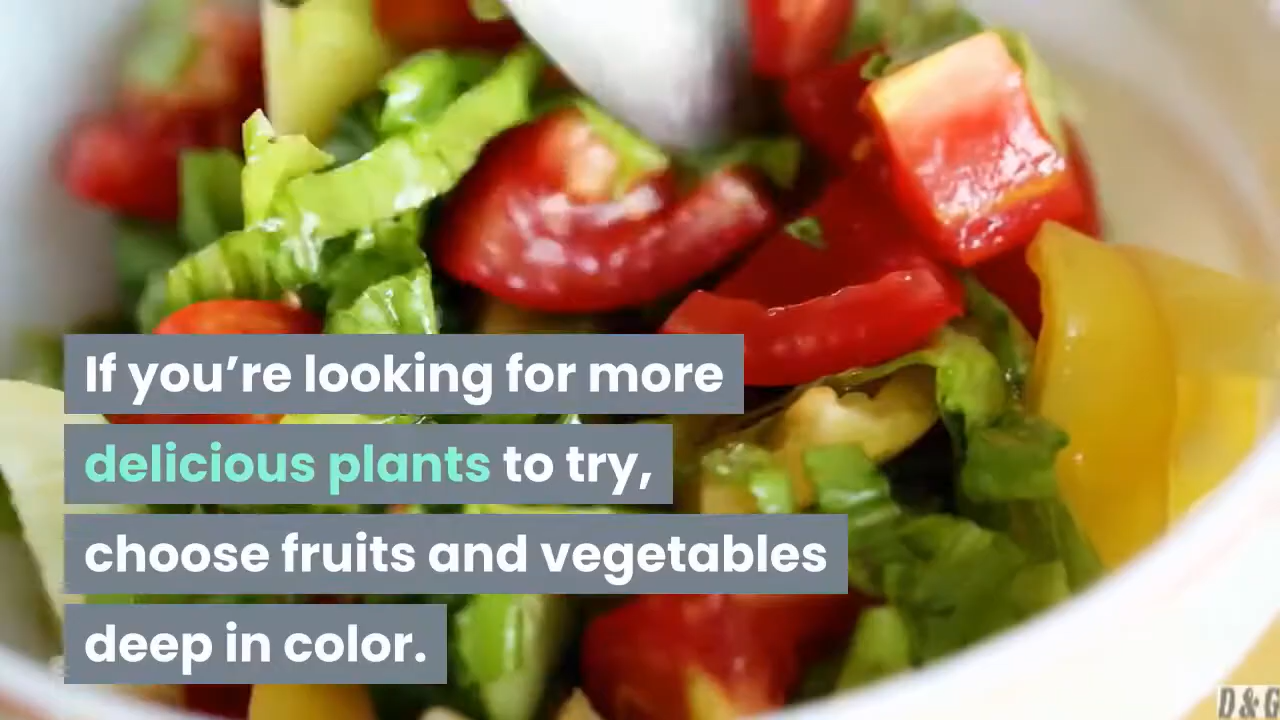 If you’re looking for more
delicious plants to try,
choose fruits and vegetables
deep in color.
D&G